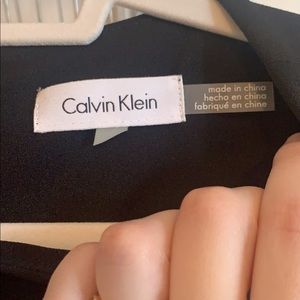 Calvin Klein
made in china
hecho en china
fabriqué en chine